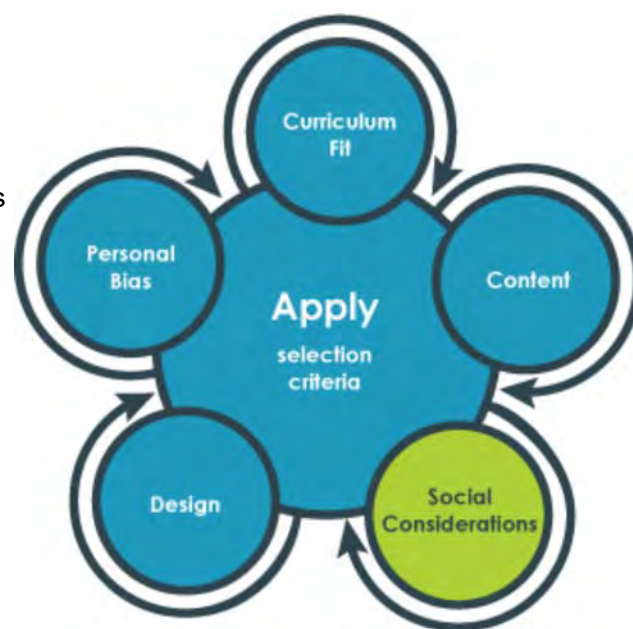 Curriculum
Fit
s
Personal
Bias
Content
Apply
selection
criteria
Design
Social
Considerations